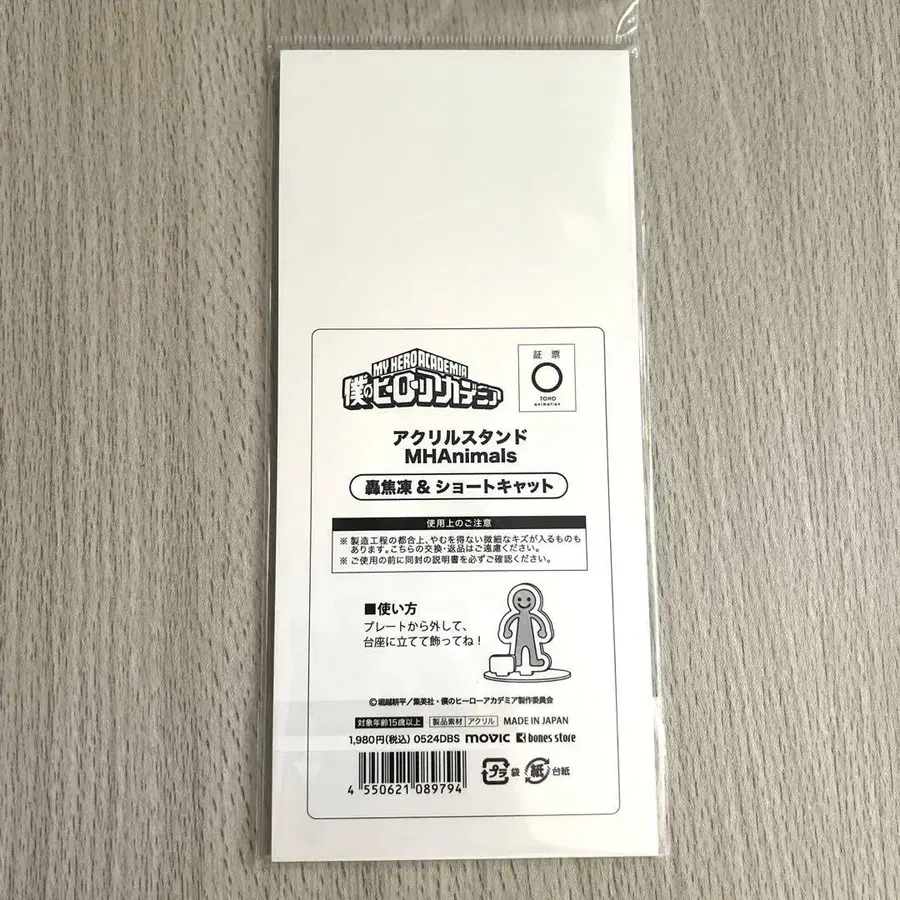 MY HERO ACADEMIA
僕のヒーローアカデミア
証 票
TOHO
animation
アクリルスタンド
MHAnimals
轟焦凍 & ショートキャット
使用上のご注意
※ 製造工程の都合上、やむを得ない微細なキズが入るものも
あります。こちらの交換・返品はご遠慮ください。
※ ご使用の前に同封の説明書を必ずご確認ください。
■使い方
プレートから外して、
台座に立てて飾ってね！
©堀越耕平／集英社・僕のヒーローアカデミア製作委員会
対象年齢15歳以上 製品素材 アクリル MADE IN JAPAN
1,980円(税込) 0524DBS movic bones store
4 550621 089794 プラ 袋 紙 台紙